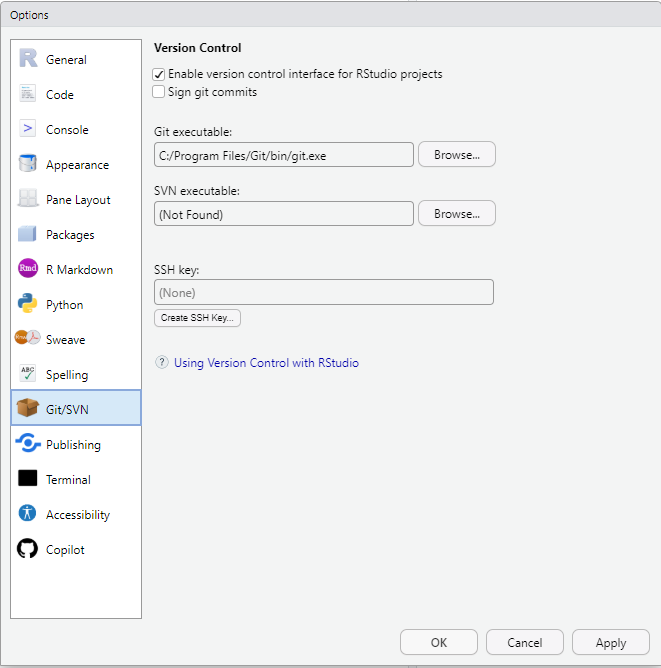 Options
General
Code
Console
Appearance
Pane Layout
Packages
Rmd
R Markdown
Python
Sweave
ABC
Spelling
Git/SVN
Publishing
Terminal
Accessibility
Copilot
Version Control
Enable version control interface for RStudio projects
Sign git commits
Git executable:
C:/Program Files/Git/bin/git.exe
Browse...
SVN executable:
(Not Found)
Browse...
SSH key:
(None)
Create SSH Key...
? Using Version Control with RStudio
OK
Cancel
Apply